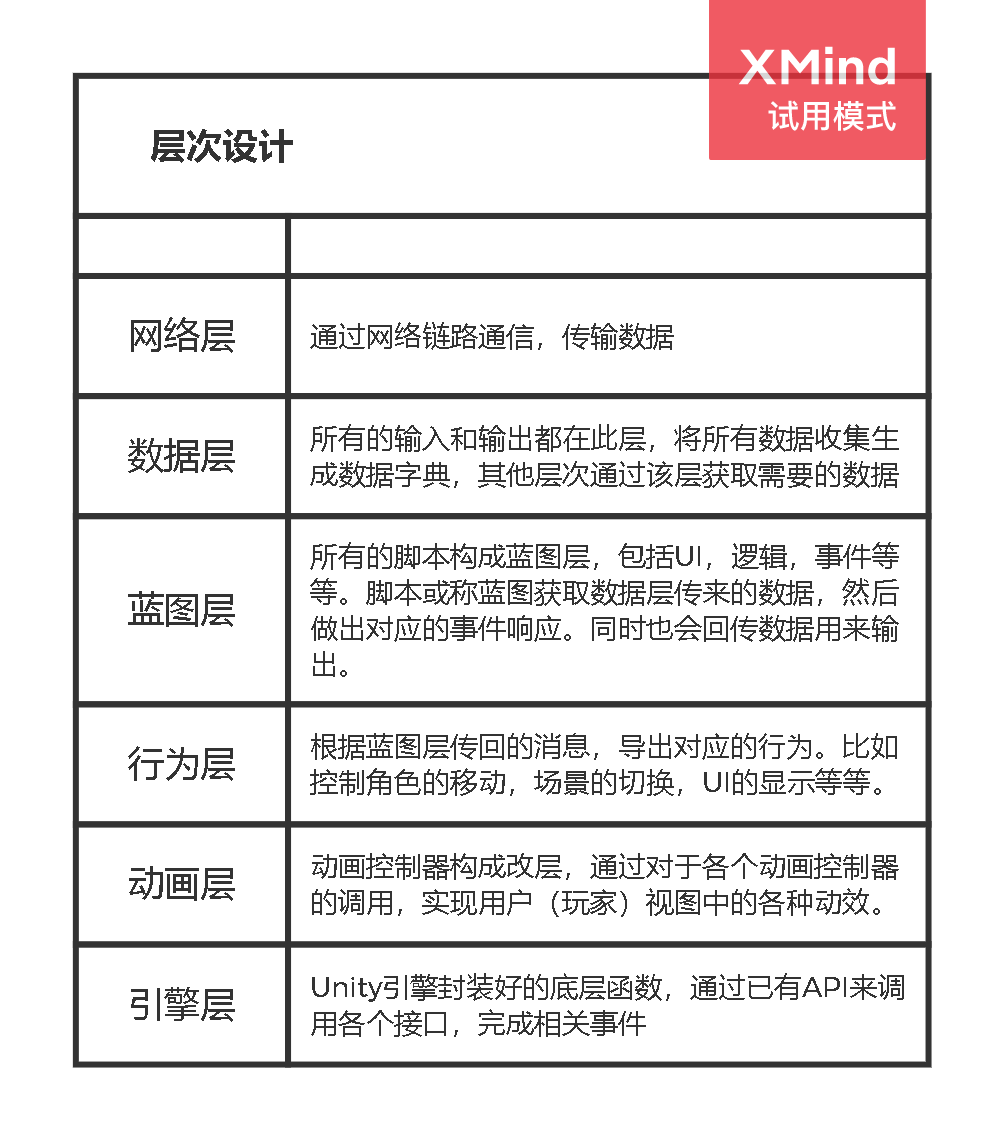 XMind
试用模式
层次设计
网络层
通过网络链路通信，传输数据
数据层
所有的输入和输出都在此层，将所有数据收集生
成数据字典，其他层次通过该层获取需要的数据
蓝图层
所有的脚本构成蓝图层，包括UI，逻辑，事件等
等。脚本或称蓝图获取数据层传来的数据，然后
做出对应的事件响应。同时也会回传数据用来输
出。
行为层
根据蓝图层传回的消息，导出对应的行为。比如
控制角色的移动，场景的切换，UI的显示等等。
动画层
动画控制器构成改层，通过对于各个动画控制器
的调用，实现用户（玩家）视图中的各种动效。
引擎层
Unity引擎封装好的底层函数，通过已有API来调
用各个接口，完成相关事件